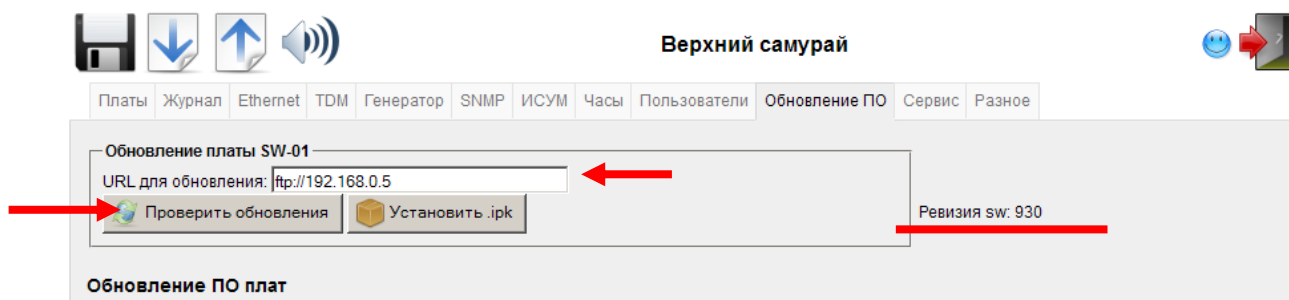 Верхний самурай
Платы Журнал Ethernet TDM Генератор SNMP ИСУМ Часы Пользователи Обновление ПО Сервис Разное
Обновление платы SW-01
URL для обновления: ftp://192.168.0.5
Проверить обновления Установить .ipk Ревизия sw: 930
Обновление ПО плат